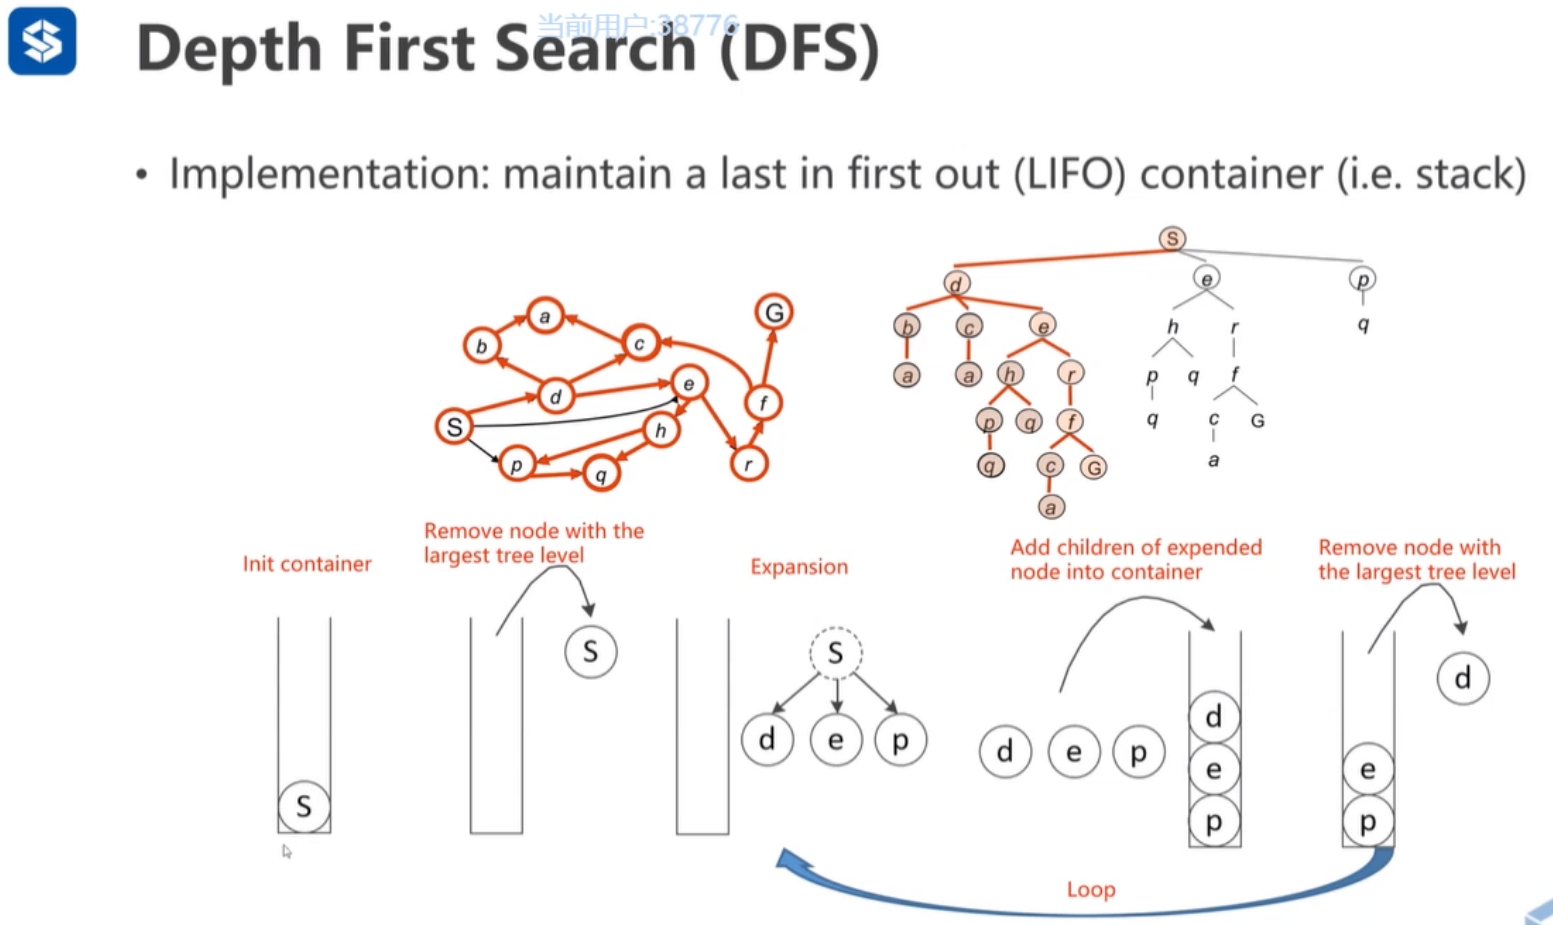 当前用户:38776
Depth First Search (DFS)
• Implementation: maintain a last in first out (LIFO) container (i.e. stack)
S
d e p
b c e h r q
a a h r p q f
p q f q c G
q c G a
a
G
a
b c
d e
f
S h
p q r
Init container
Remove node with the
largest tree level
Expansion
Add children of expended
node into container
Remove node with
the largest tree level
S
S
S
d e p
d e p
d
e
p
d
e
p
Loop